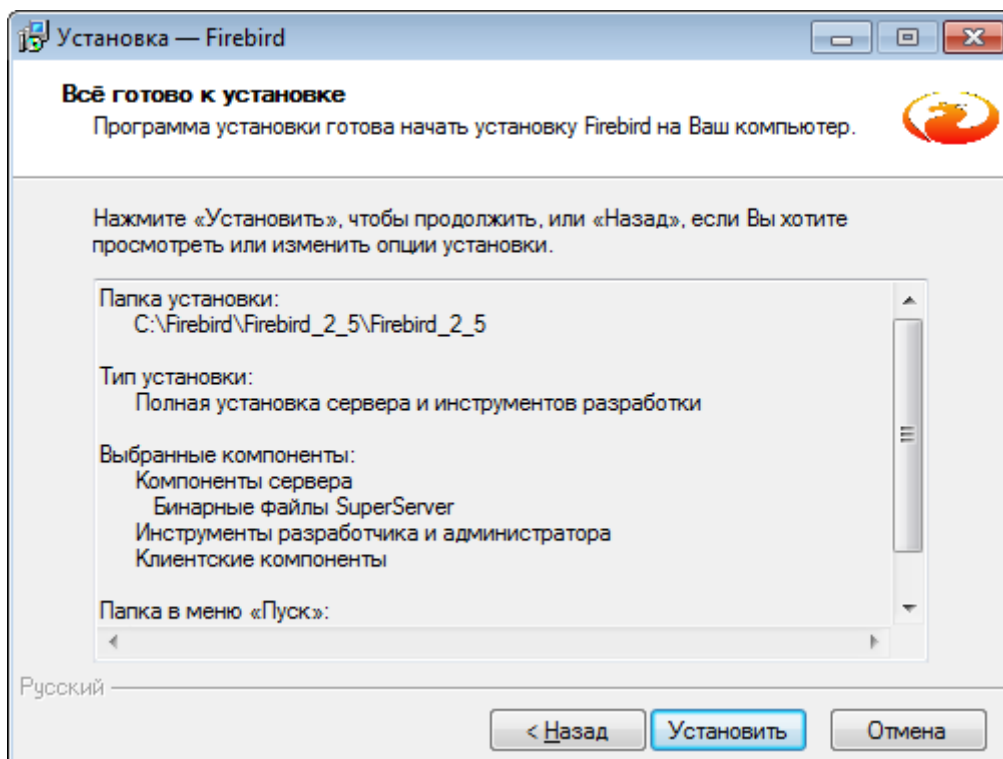 Установка — Firebird
Всё готово к установке
Программа установки готова начать установку Firebird на Ваш компьютер.
Нажмите «Установить», чтобы продолжить, или «Назад», если Вы хотите
просмотреть или изменить опции установки.
Папка установки:
C:\Firebird\Firebird_2_5\Firebird_2_5
Тип установки:
Полная установка сервера и инструментов разработки
Выбранные компоненты:
Компоненты сервера
Бинарные файлы SuperServer
Инструменты разработчика и администратора
Клиентские компоненты
Папка в меню «Пуск»:
Русский
< Назад
Установить
Отмена